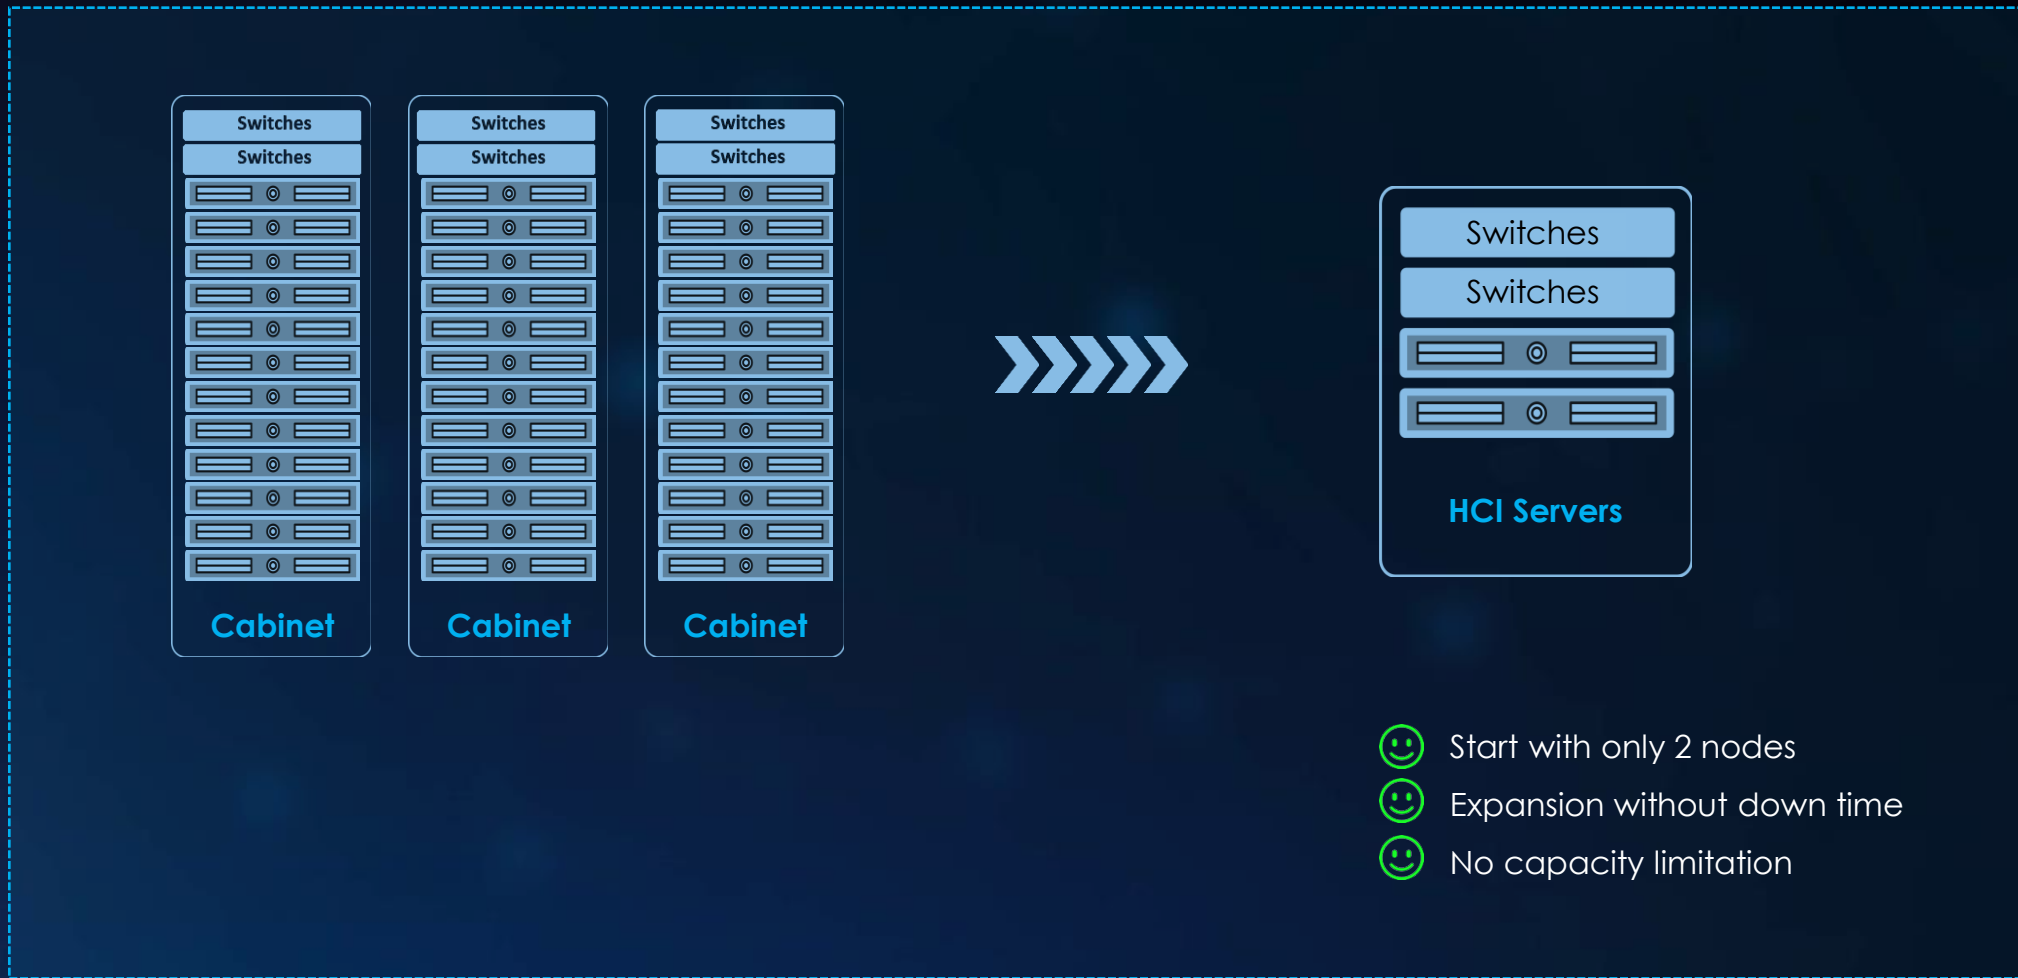 Switches
Switches
Cabinet
Switches
Switches
Cabinet
Switches
Switches
Cabinet
Switches
Switches
HCI Servers
Start with only 2 nodes
Expansion without down time
No capacity limitation